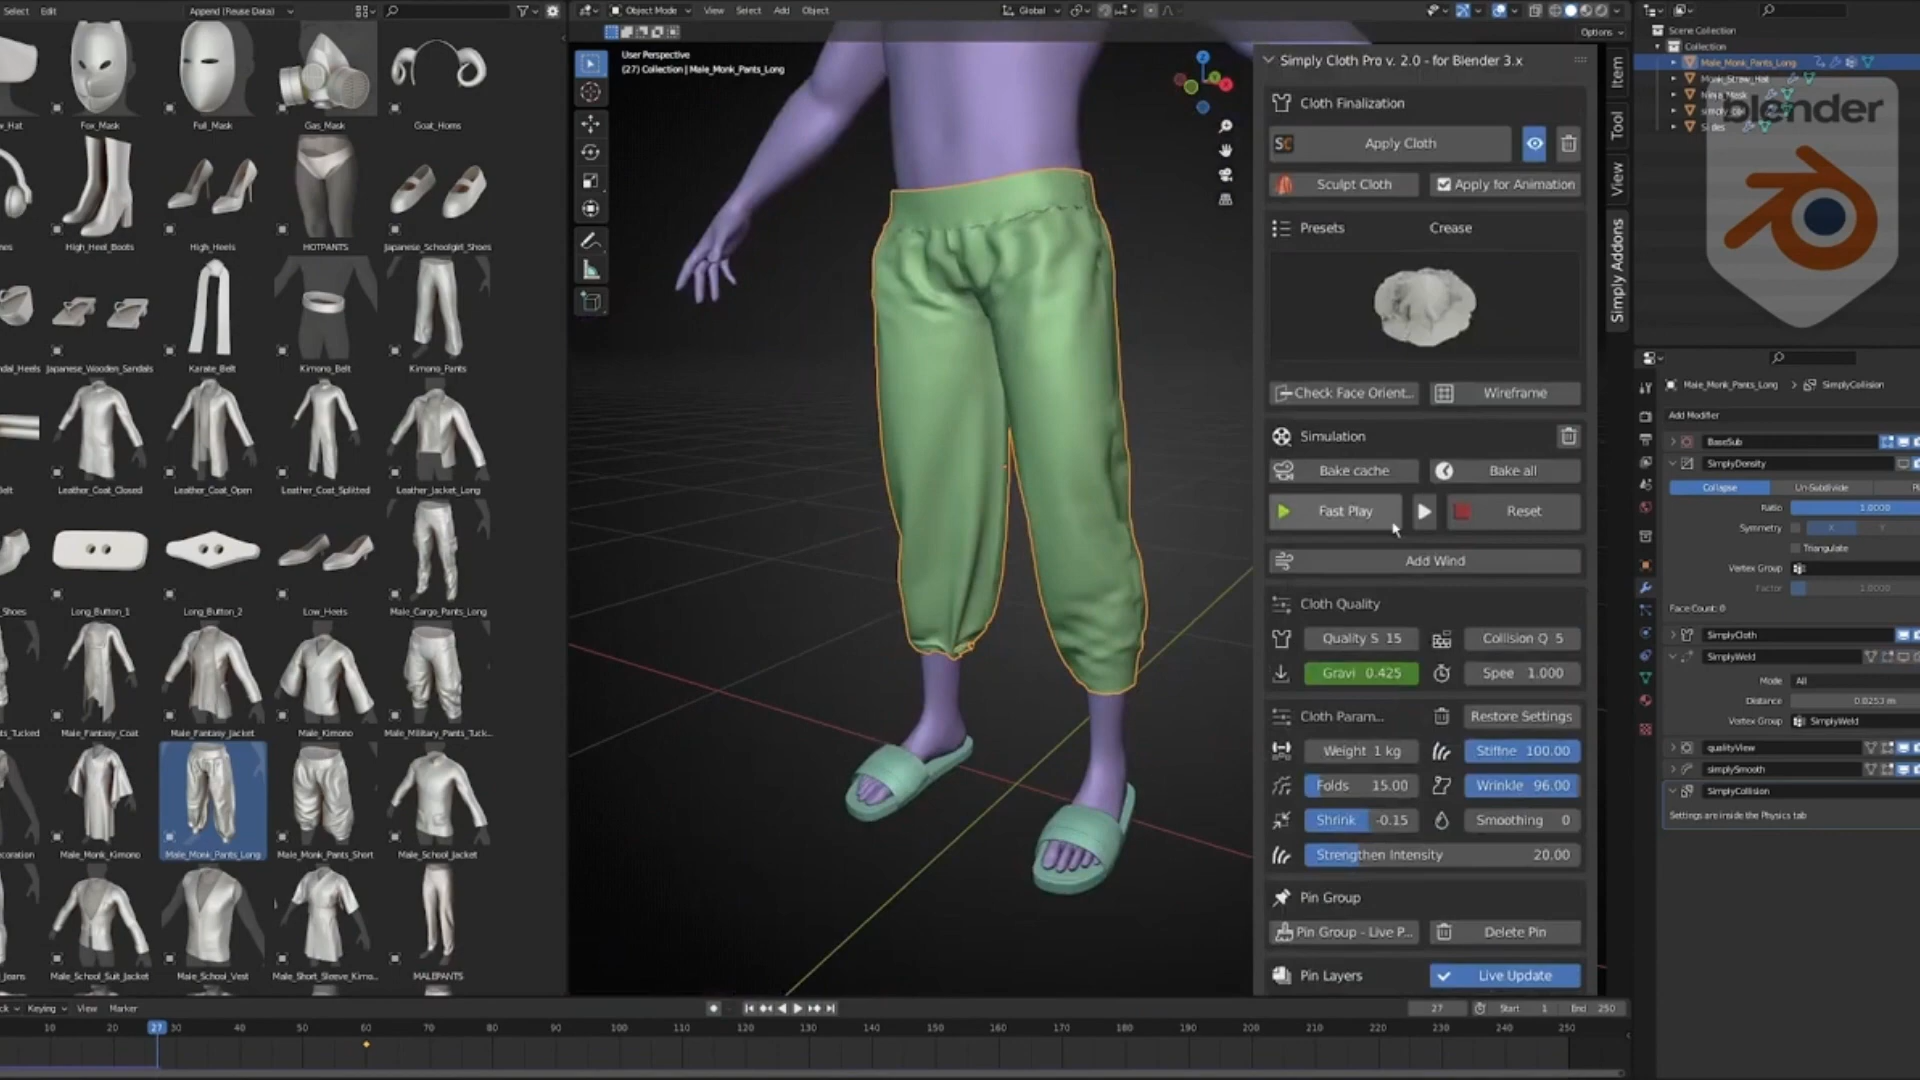 Select Edit Append (Reuse Data)
Fox_Mask Full_Mask Gas_Mask Goat_Horns
High_Heel_Boots High_Heels HOTPANTS Japanese_Schoolgirl_Shoes
Japanese_Wooden_Sandals Karate_Belt Kimono_Belt Kimono_Pants
Leather_Coat_Closed Leather_Coat_Open Leather_Coat_Splitted Leather_Jacket_Long
Shoes Long_Button_1 Long_Button_2 Low_Heels Male_Cargo_Pants_Long
Male_Fantasy_Coat Male_Fantasy_Jacket Male_Kimono Male_Military_Pants_Tuck...
Male_Monk_Kimono Male_Monk_Pants_Long Male_Monk_Pants_Short Male_School_Jacket
Jeans Male_School_Suit_Jacket Male_School_Vest Male_Short_Sleeve_Kimo... MALEPANTS
Object Mode View Select Add Object Global
Options
User Perspective
(27) Collection | Male_Monk_Pants_Long
Simply Cloth Pro v. 2.0 - for Blender 3.x
Cloth Finalization
SC Apply Cloth
Sculpt Cloth Apply for Animation
Presets Crease
Check Face Orient... Wireframe
Simulation
Bake cache Bake all
Fast Play Reset
Add Wind
Cloth Quality
Quality S 15 Collision Q 5
Gravi 0.425 Spee 1.000
Cloth Param... Restore Settings
Weight 1 kg Stiffne 100.00
Folds 15.00 Wrinkle 96.00
Shrink -0.15 Smoothing 0
Strengthen Intensity 20.00
Pin Group
Pin Group - Live P... Delete Pin
Pin Layers Live Update
Item
Tool
View
Simply Addons
Scene Collection
Collection
Male_Monk_Pants_Long
Monk_Straw_Hat
blender
Male_Monk_Pants_Long SimplyCollision
Add Modifier
BaseSub
SimplyDensity
Collapse Un-Subdivide
Ratio 1.0000
Symmetry X Y
Triangulate
Vertex Group
Factor 1.0000
Face Count: 0
SimplyCloth
SimplyWeld
Mode All
Distance 0.0253 m
Vertex Group SimplyWeld
qualityView
simplySmooth
SimplyCollision
Settings are inside the Physics tab
Keying View Marker 27 Start 1 End 250
10 20 27 30 40 50 60 70 80 90 100 110 120 130 140 150 160 170 180 190 200 210 220 230 240 250